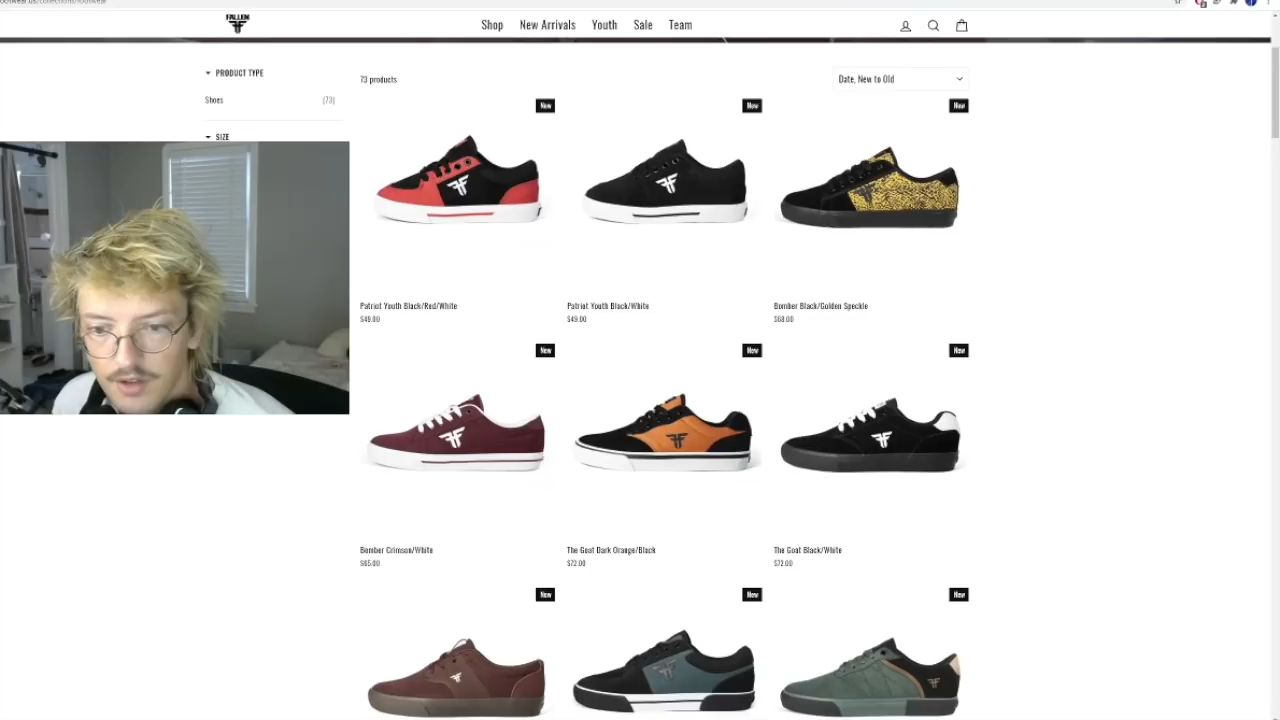 FALLEN
Shop New Arrivals Youth Sale Team
PRODUCT TYPE
73 products
Date, New to Old
Shoes (73)
SIZE
New New New
Patriot Youth Black/Red/White Patriot Youth Black/White Bomber Black/Golden Speckle
$49.00 $49.00 $68.00
New New New
Bomber Crimson/White The Goat Dark Orange/Black The Goat Black/White
$65.00 $72.00 $72.00
New New New